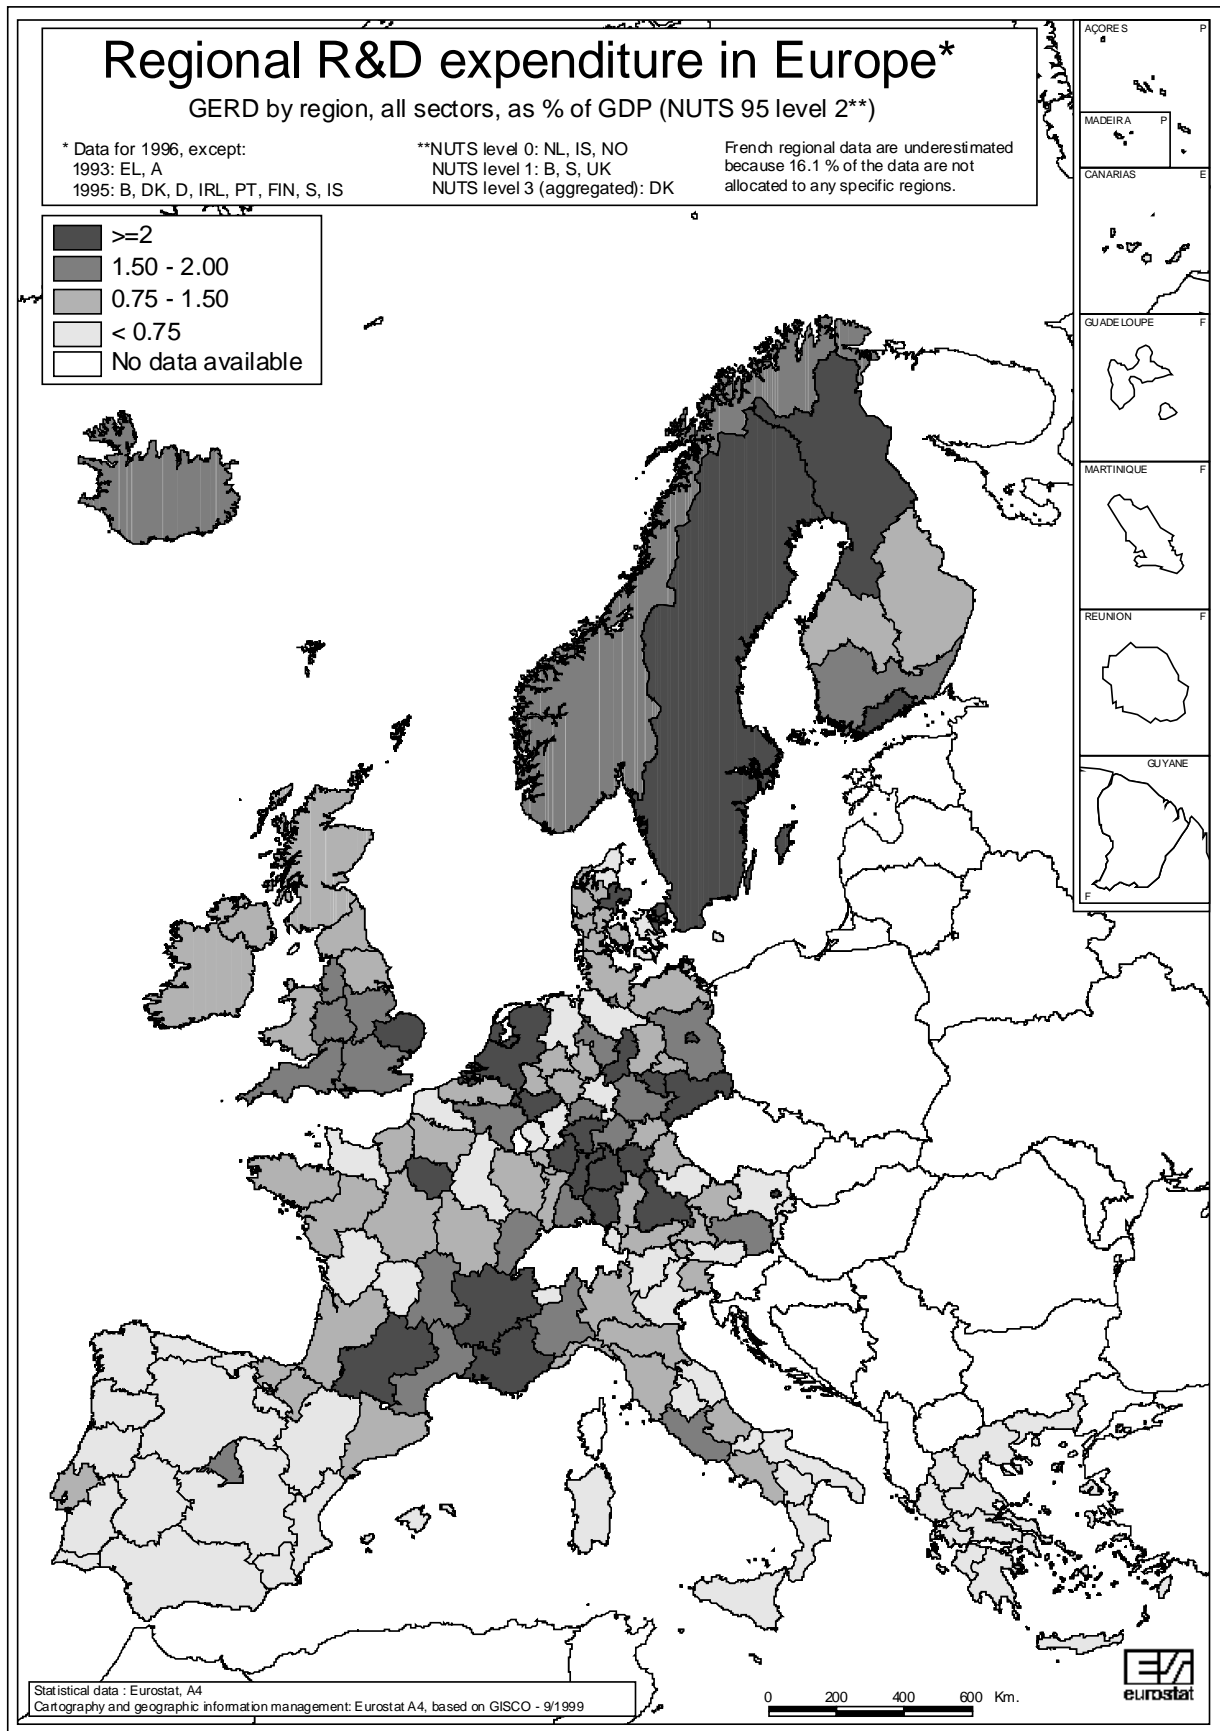 Regional R&D expenditure in Europe*
GERD by region, all sectors, as % of GDP (NUTS 95 level 2**)
* Data for 1996, except:
1993: EL, A
1995: B, DK, D, IRL, PT, FIN, S, IS
**NUTS level 0: NL, IS, NO
NUTS level 1: B, S, UK
NUTS level 3 (aggregated): DK
French regional data are underestimated
because 16.1 % of the data are not
allocated to any specific regions.
>=2
1.50 - 2.00
0.75 - 1.50
< 0.75
No data available
AÇORES P
MADEIRA P
CANARIAS E
GUADELOUPE F
MARTINIQUE F
REUNION F
GUYANE
F
Statistical data : Eurostat, A4
Cartography and geographic information management: Eurostat A4, based on GISCO - 9/1999
0 200 400 600 Km.
eurostat